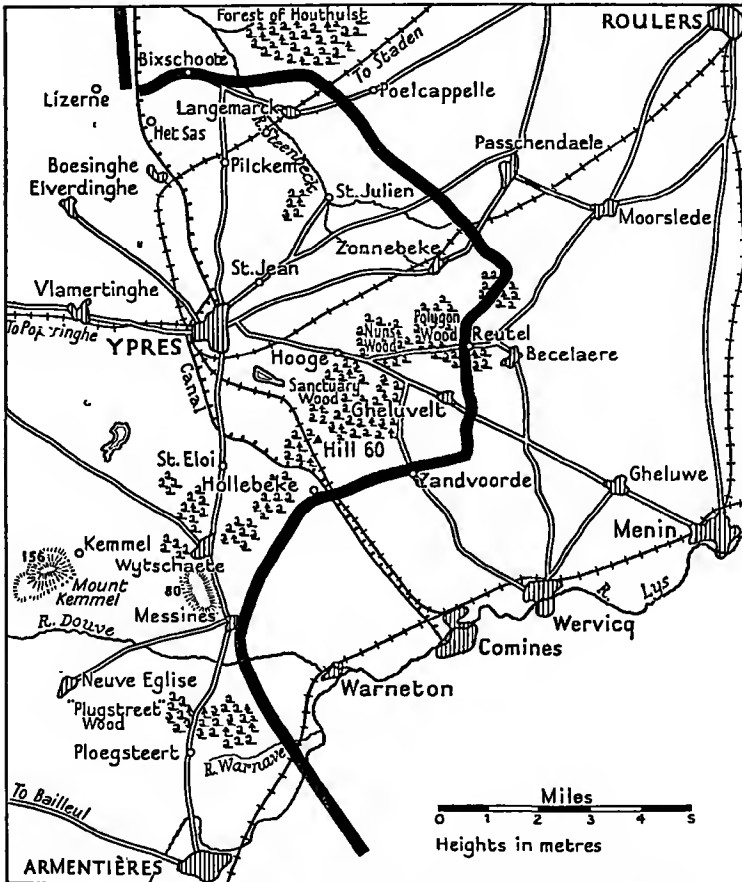 Forest of Houthulst
ROULERS
To Staden
Bixschoote
Lizerne
Langemarck
Poelcappelle
Het Sas
R. Steenbeck
Passchendaele
Boesinghe
Pilckem
Elverdinghe
St. Julien
Moorslede
Zonnebeke
St. Jean
Vlamertinghe
To Poperinghe
YPRES
Nuns'
Wood
Polygon
Wood
Reutel
Hooge
Becelaere
Canal
Sanctuary
Wood
Gheluvelt
Hill 60
St. Eloi
Hollebeke
Zandvoorde
Gheluwe
Menin
Kemmel
156
Mount
Kemmel
Wytschaete
80
R. Lys
Messines
R. Douve
Wervicq
Comines
Neuve Eglise
Warneton
"Plugstreet"
Wood
Ploegsteert
R. Warnave
To Bailleul
Miles
0 1 2 3 4 5
Heights in metres
ARMENTIÈRES